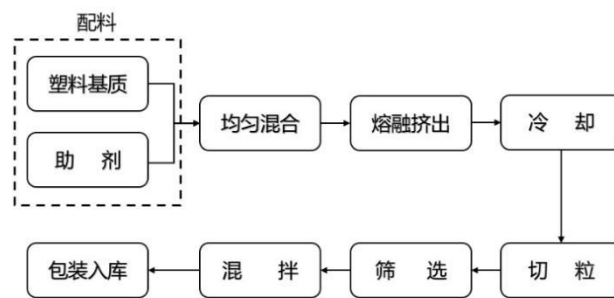 配料
塑料基质
助 剂
均匀混合
熔融挤出
冷 却
包装入库
混 拌
筛 选
切 粒